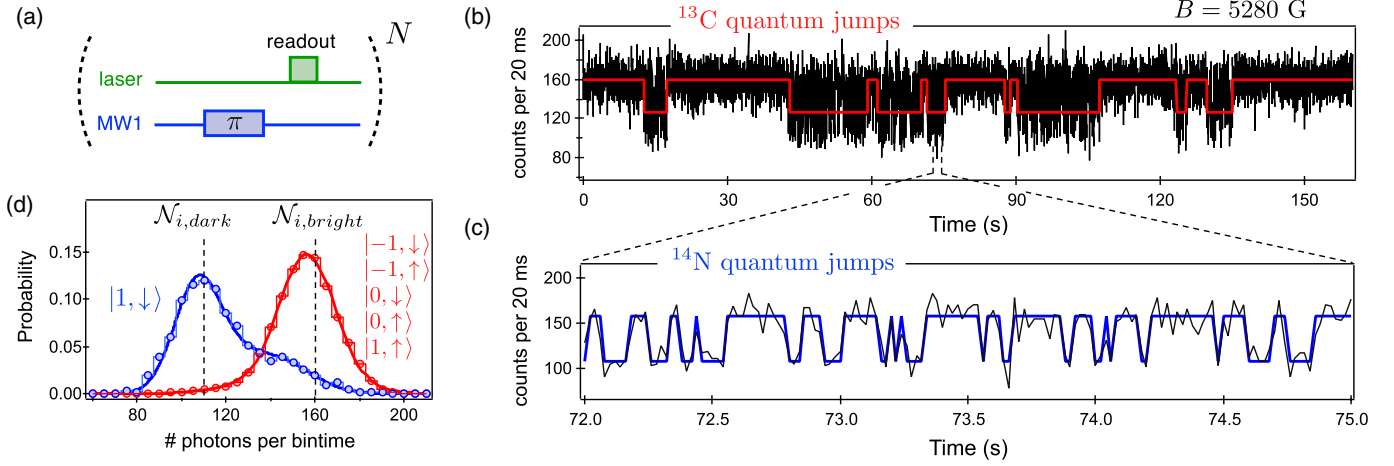 (a)
readout
N
laser
MW1
π
(b)
¹³C quantum jumps
B = 5280 G
counts per 20 ms
200
160
120
80
0
30
60
90
120
150
Time (s)
(c)
¹⁴N quantum jumps
counts per 20 ms
200
150
100
72.0
72.5
73.0
73.5
74.0
74.5
75.0
Time (s)
(d)
𝒩i,dark
𝒩i,bright
Probability
0.15
0.10
0.05
0.00
|1,↓⟩
|−1,↓⟩
|−1,↑⟩
|0,↓⟩
|0,↑⟩
|1,↑⟩
80
120
160
200
# photons per bintime